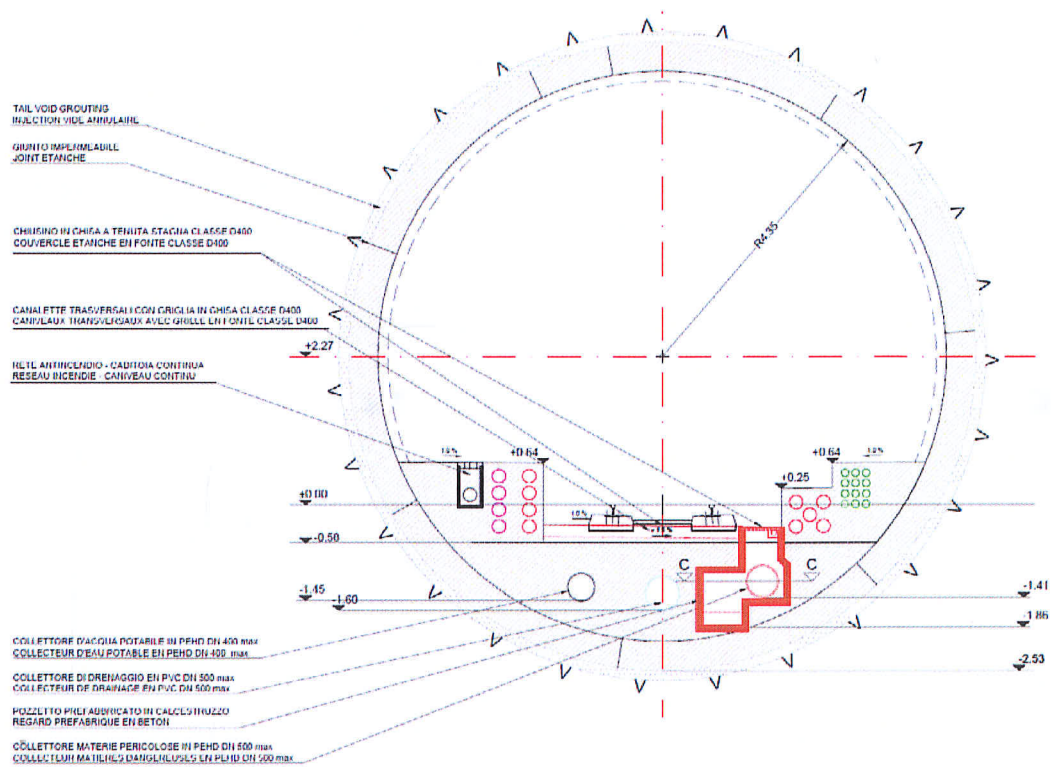 TAIL VOID GROUTING
INJECTION VIDE ANNULAIRE
GIUNTO IMPERMEABILE
JOINT ETANCHE
CHIUSINO IN GHISA A TENUTA STAGNA CLASSE D400
COUVERCLE ETANCHE EN FONTE CLASSE D400
CANALETTE TRASVERSALI CON GRIGLIA IN GHISA CLASSE D400
CANIVEAUX TRANSVERSAUX AVEC GRILLE EN FONTE CLASSE D400
R4.35
+2.27
RETE ANTINCENDIO - CADITOIA CONTINUA
RESEAU INCENDIE - CANIVEAU CONTINU
1.0 %
+0.64
+0.64
+0.25
+0.00
1.0 %
-0.50
C
C
-1.45
-1.60
-1.41
-1.86
COLLETTORE D'ACQUA POTABILE IN PEHD DN 400 max
COLLECTEUR D'EAU POTABLE EN PEHD DN 400 max
-2.53
COLLETTORE DI DRENAGGIO EN PVC DN 500 max
COLLECTEUR DE DRAINAGE EN PVC DN 500 max
POZZETTO PREFABBRICATO IN CALCESTRUZZO
REGARD PREFABRIQUE EN BETON
COLLETTORE MATERIE PERICOLOSE IN PEHD DN 500 max
COLLECTEUR MATIERES DANGEREUSES EN PEHD DN 500 max